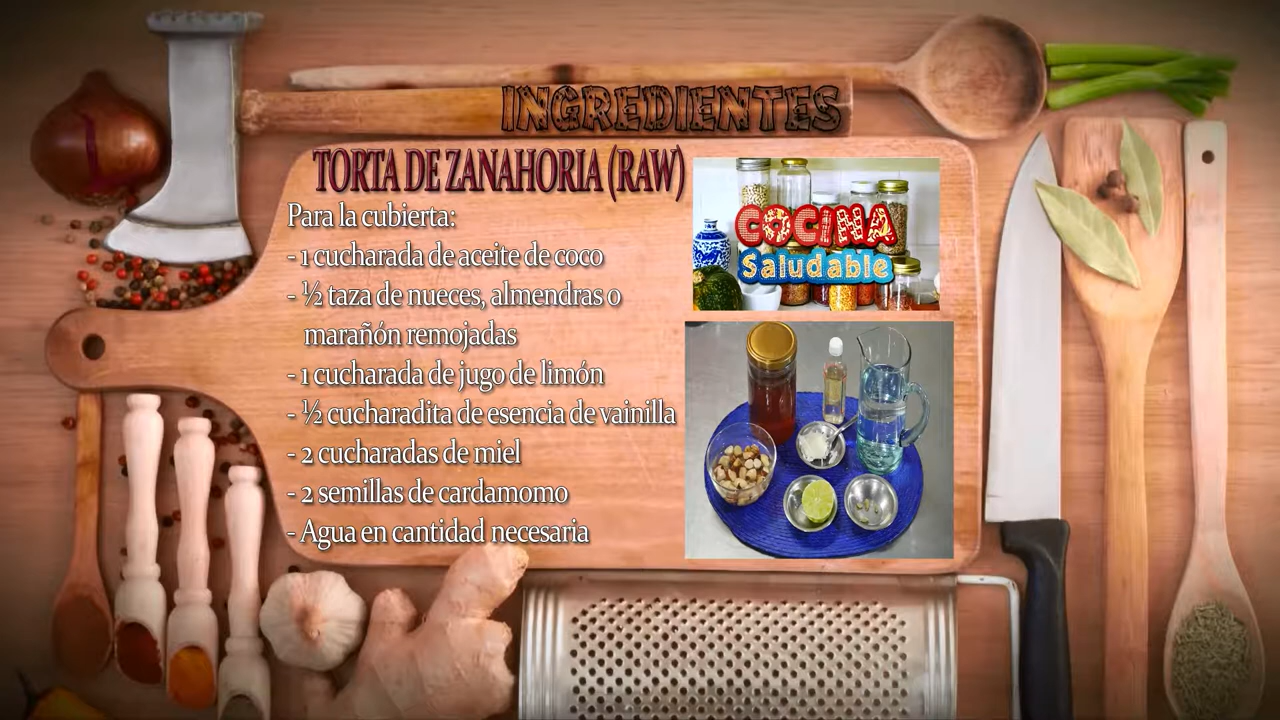 INGREDIENTES
TORTA DE ZANAHORIA (RAW)
Para la cubierta:
- 1 cucharada de aceite de coco
- ½ taza de nueces, almendras o
marañón remojadas
- 1 cucharada de jugo de limón
- ½ cucharadita de esencia de vainilla
- 2 cucharadas de miel
- 2 semillas de cardamomo
- Agua en cantidad necesaria
COCINA
Saludable